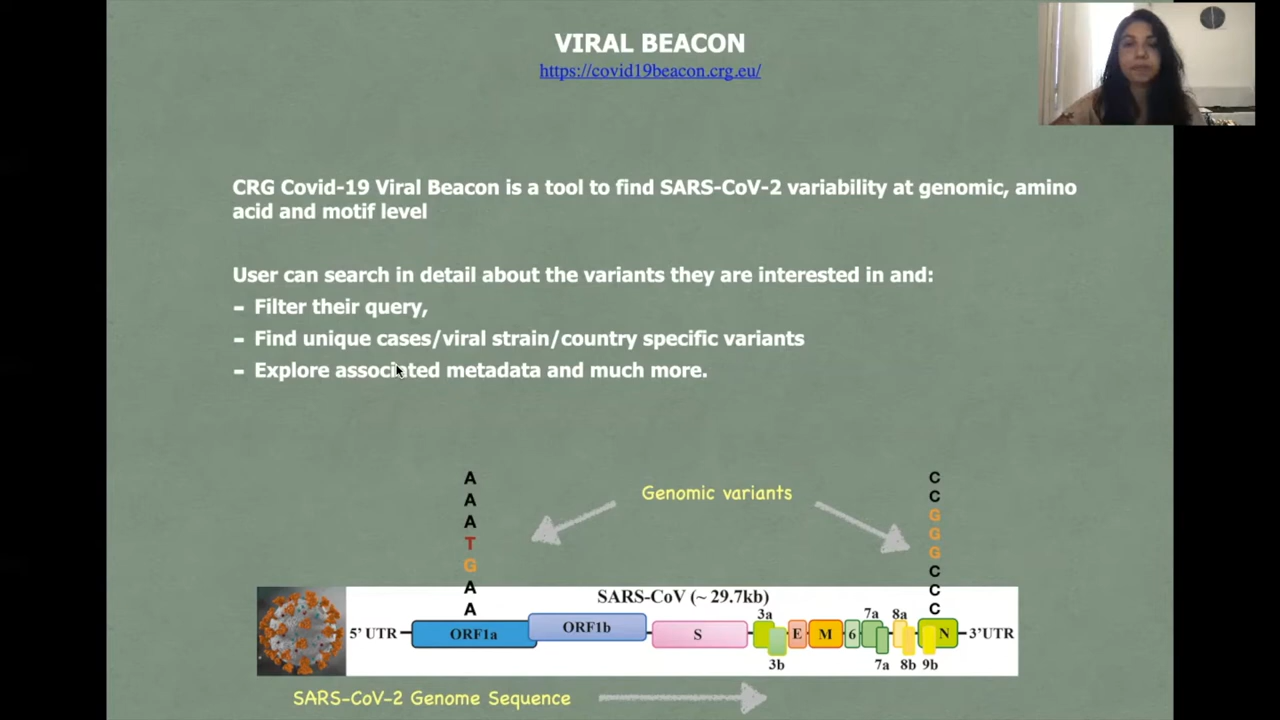 VIRAL BEACON
https://covid19beacon.crg.eu/
CRG Covid-19 Viral Beacon is a tool to find SARS-CoV-2 variability at genomic, amino
acid and motif level
User can search in detail about the variants they are interested in and:
- Filter their query,
- Find unique cases/viral strain/country specific variants
- Explore associated metadata and much more.
Genomic variants
A
A
A
T
G
A
A
C
C
G
G
G
C
C
C
SARS-CoV (~ 29.7kb)
3a
7a
8a
5' UTR
ORF1a
ORF1b
S
E
M
6
N
3'UTR
3b
7a
8b
9b
SARS-CoV-2 Genome Sequence